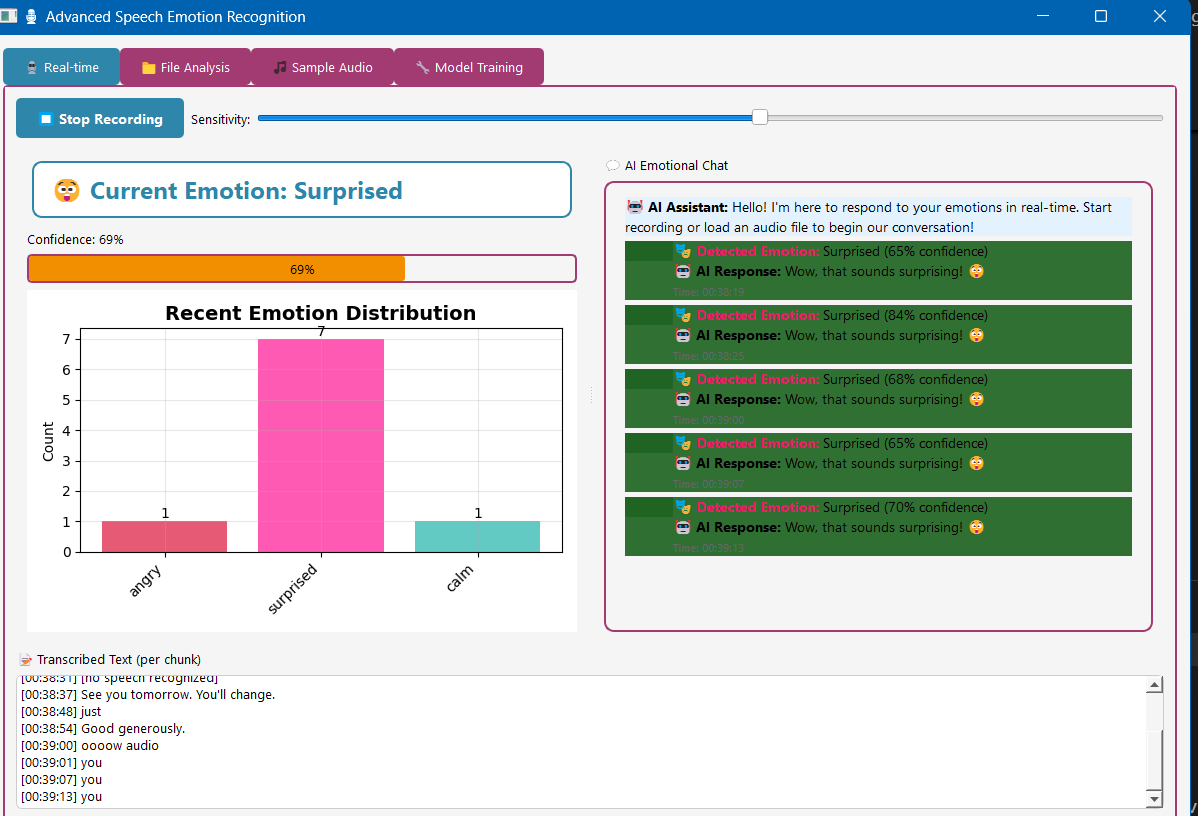 Advanced Speech Emotion Recognition
Real-time
File Analysis
Sample Audio
Model Training
Stop Recording
Sensitivity:
Current Emotion: Surprised
Confidence: 69%
69%
Recent Emotion Distribution
7
6
5
4
3
2
1
0
Count
1
7
1
angry
surprised
calm
AI Emotional Chat
AI Assistant: Hello! I'm here to respond to your emotions in real-time. Start
recording or load an audio file to begin our conversation!
Detected Emotion: Surprised (65% confidence)
AI Response: Wow, that sounds surprising! 😲
Time: 00:38:19
Detected Emotion: Surprised (84% confidence)
AI Response: Wow, that sounds surprising! 😲
Time: 00:38:25
Detected Emotion: Surprised (68% confidence)
AI Response: Wow, that sounds surprising! 😲
Time: 00:39:00
Detected Emotion: Surprised (65% confidence)
AI Response: Wow, that sounds surprising! 😲
Time: 00:39:07
Detected Emotion: Surprised (70% confidence)
AI Response: Wow, that sounds surprising! 😲
Time: 00:39:13
Transcribed Text (per chunk)
[00:38:31] [no speech recognized]
[00:38:37] See you tomorrow. You'll change.
[00:38:48] just
[00:38:54] Good generously.
[00:39:00] oooow audio
[00:39:01] you
[00:39:07] you
[00:39:13] you